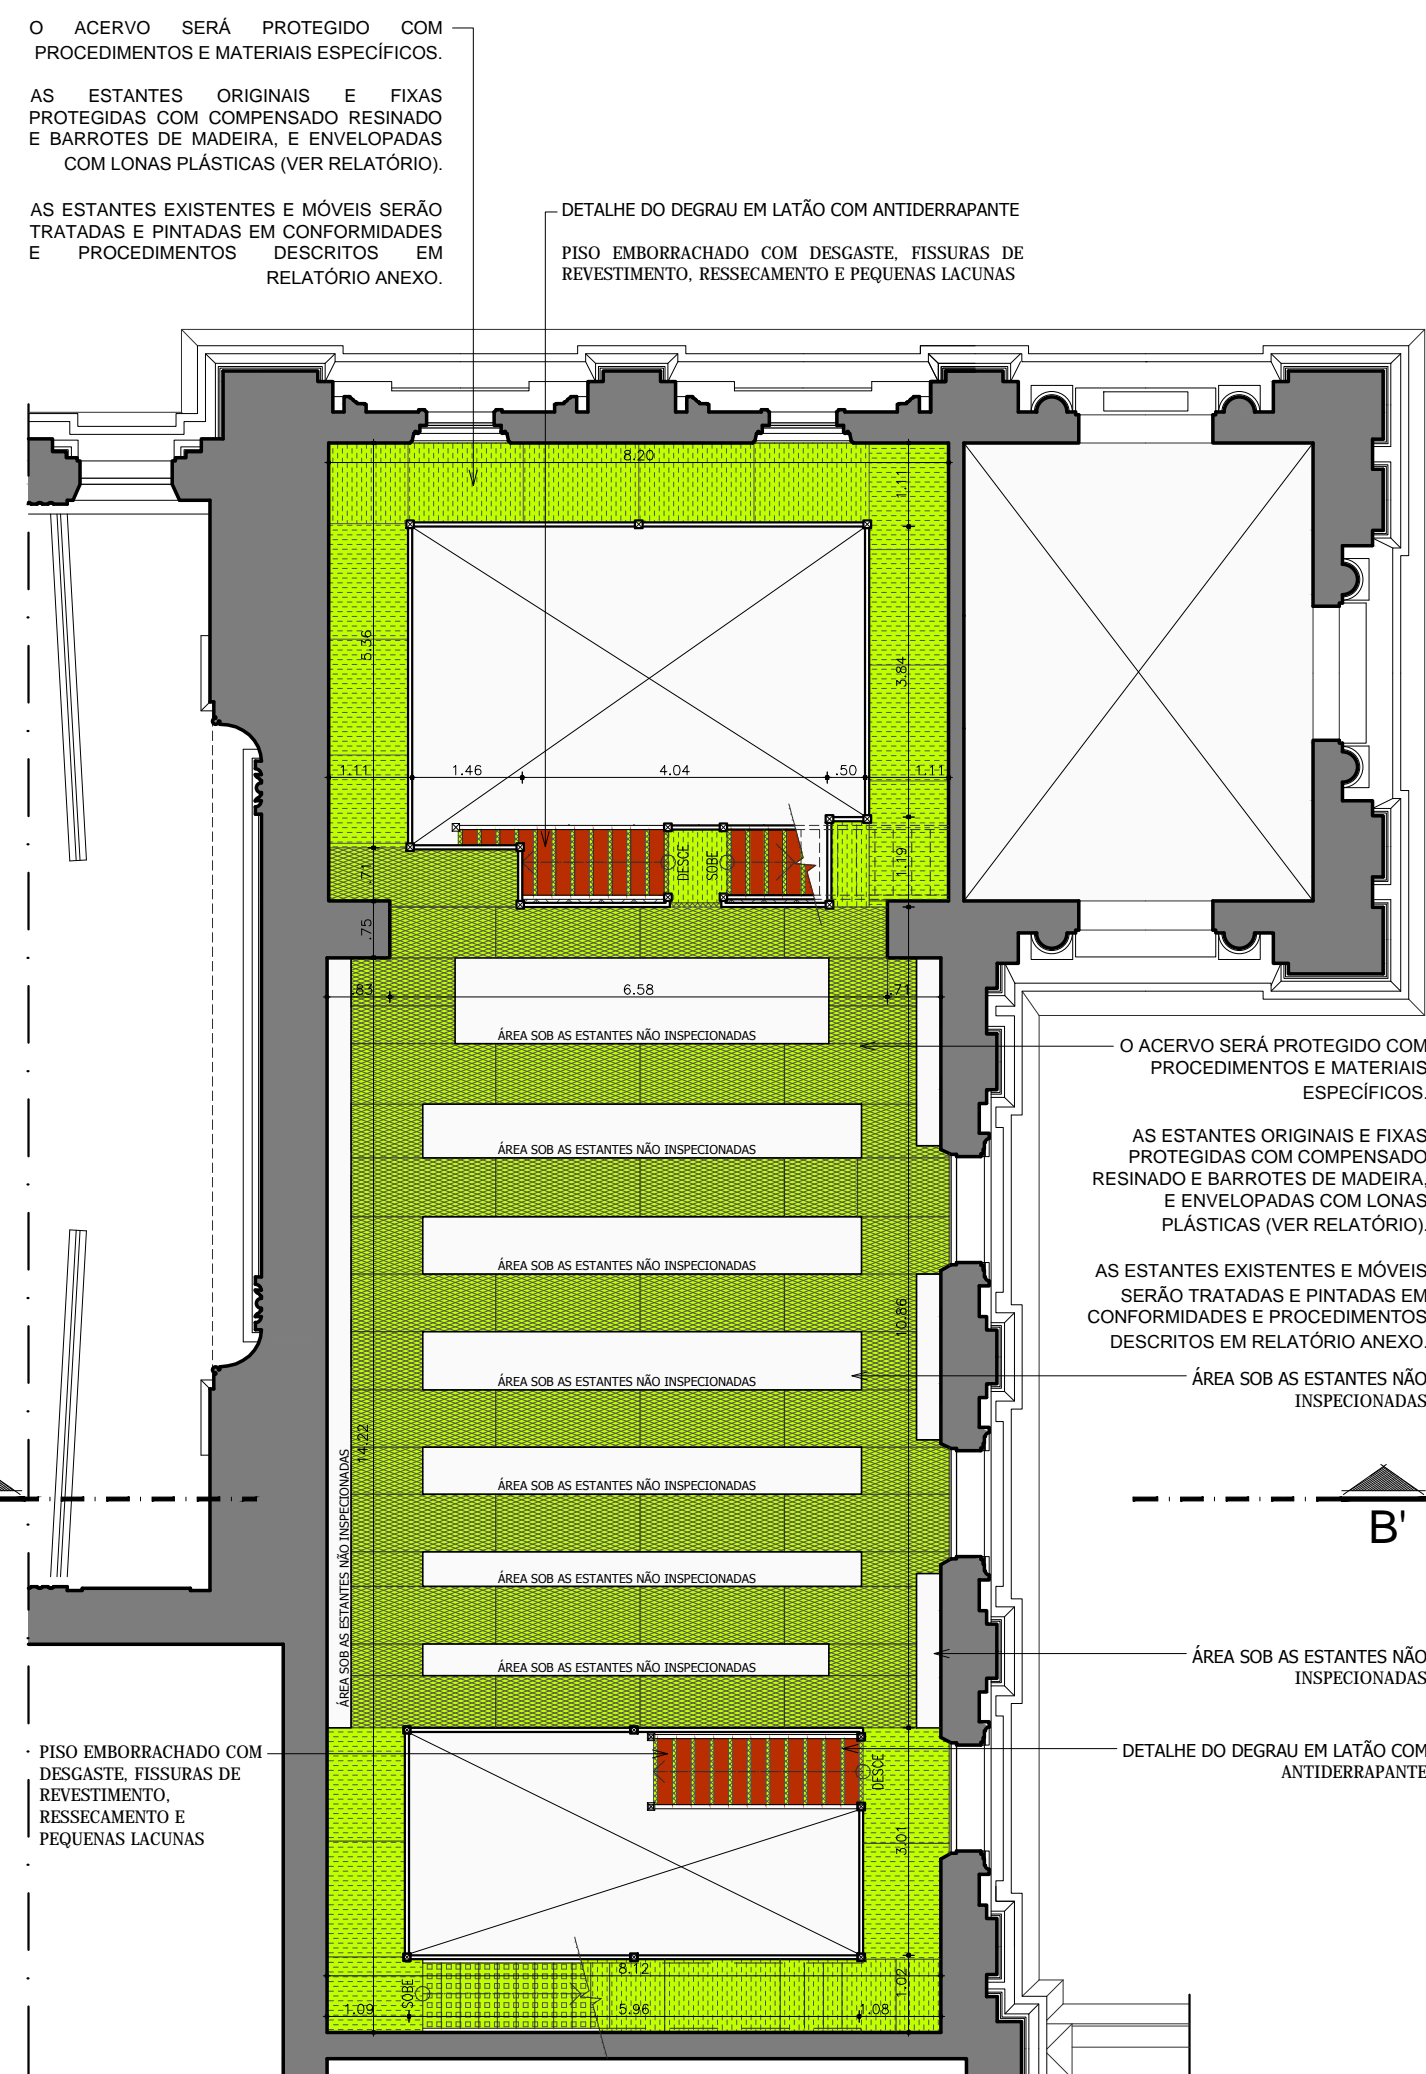 O ACERVO SERÁ PROTEGIDO COM
PROCEDIMENTOS E MATERIAIS ESPECÍFICOS.
AS ESTANTES ORIGINAIS E FIXAS
PROTEGIDAS COM COMPENSADO RESINADO
E BARROTES DE MADEIRA, E ENVELOPADAS
COM LONAS PLÁSTICAS (VER RELATÓRIO).
AS ESTANTES EXISTENTES E MÓVEIS SERÃO
TRATADAS E PINTADAS EM CONFORMIDADES
E PROCEDIMENTOS DESCRITOS EM
RELATÓRIO ANEXO.
DETALHE DO DEGRAU EM LATÃO COM ANTIDERRAPANTE
PISO EMBORRACHADO COM DESGASTE, FISSURAS DE
REVESTIMENTO, RESSECAMENTO E PEQUENAS LACUNAS
8.20
1.11
5.36
3.84
1.11
1.46
4.04
.50
1.11
DESCE
SOBE
1.19
.71
.75
.83
6.58
.71
ÁREA SOB AS ESTANTES NÃO INSPECIONADAS
ÁREA SOB AS ESTANTES NÃO INSPECIONADAS
ÁREA SOB AS ESTANTES NÃO INSPECIONADAS
ÁREA SOB AS ESTANTES NÃO INSPECIONADAS
ÁREA SOB AS ESTANTES NÃO INSPECIONADAS
ÁREA SOB AS ESTANTES NÃO INSPECIONADAS
ÁREA SOB AS ESTANTES NÃO INSPECIONADAS
ÁREA SOB AS ESTANTES NÃO INSPECIONADAS
10.86
14.22
O ACERVO SERÁ PROTEGIDO COM
PROCEDIMENTOS E MATERIAIS
ESPECÍFICOS.
AS ESTANTES ORIGINAIS E FIXAS
PROTEGIDAS COM COMPENSADO
RESINADO E BARROTES DE MADEIRA,
E ENVELOPADAS COM LONAS
PLÁSTICAS (VER RELATÓRIO).
AS ESTANTES EXISTENTES E MÓVEIS
SERÃO TRATADAS E PINTADAS EM
CONFORMIDADES E PROCEDIMENTOS
DESCRITOS EM RELATÓRIO ANEXO.
ÁREA SOB AS ESTANTES NÃO
INSPECIONADAS
B'
ÁREA SOB AS ESTANTES NÃO
INSPECIONADAS
DETALHE DO DEGRAU EM LATÃO COM
ANTIDERRAPANTE
PISO EMBORRACHADO COM
DESGASTE, FISSURAS DE
REVESTIMENTO,
RESSECAMENTO E
PEQUENAS LACUNAS
DESCE
3.01
SOBE
8.12
1.02
1.09
5.96
1.08